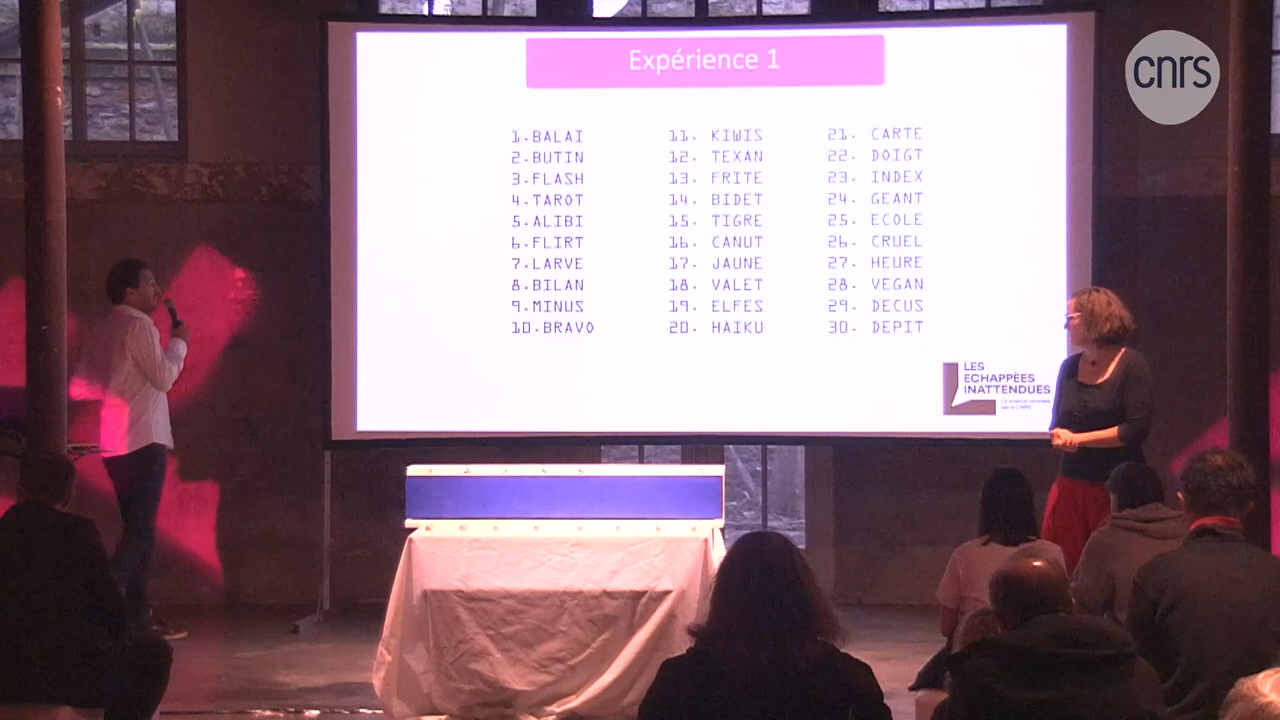 Expérience 1
1.BALAI
2.BUTIN
3.FLASH
4.TAROT
5.ALIBI
6.FLIRT
7.LARVE
8.BILAN
9.MINUS
10.BRAVO
11. KIWIS
12. TEXAN
13. FRITE
14. BIDET
15. TIGRE
16. CANUT
17. JAUNE
18. VALET
19. ELFES
20. HAIKU
21. CARTE
22. DOIGT
23. INDEX
24. GEANT
25. ECOLE
26. CRUEL
27. HEURE
28. VEGAN
29. DECUS
30. DEPIT
LES
ECHAPPÉES
INATTENDUES
cnrs